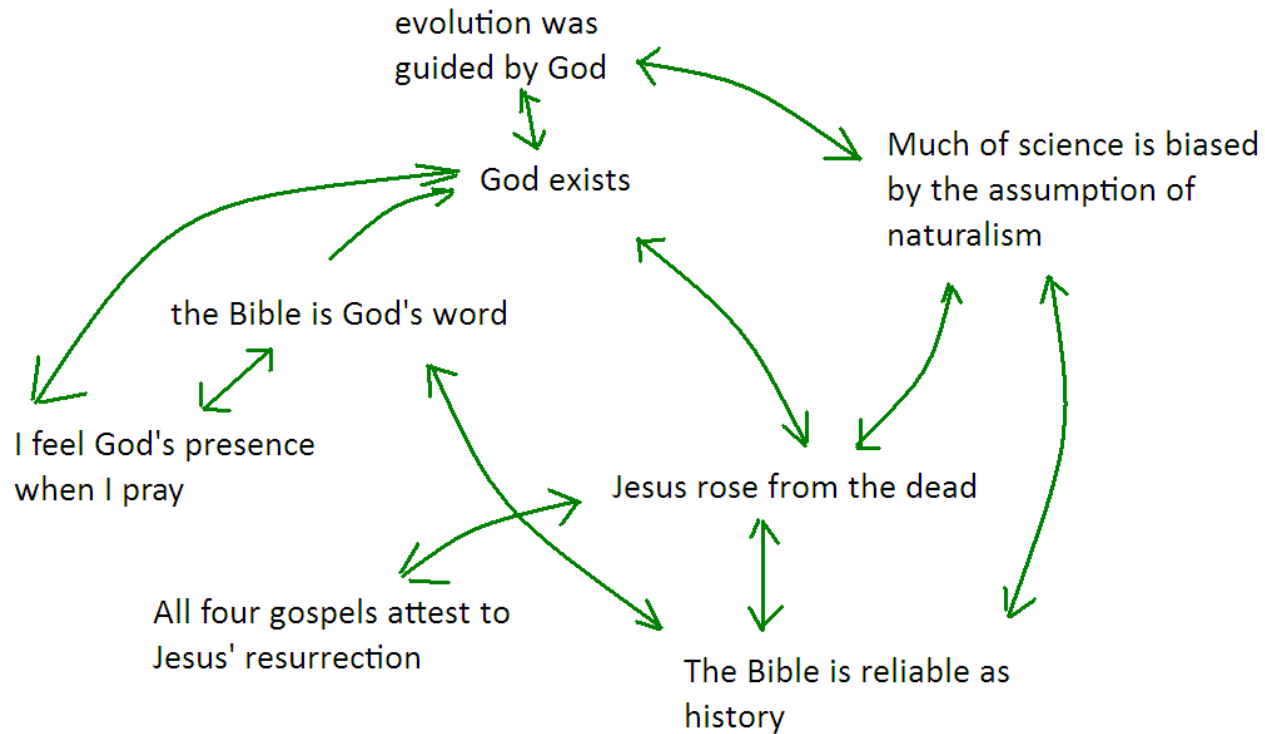 evolution was
guided by God
Much of science is biased
by the assumption of
naturalism
God exists
the Bible is God's word
I feel God's presence
when I pray
Jesus rose from the dead
All four gospels attest to
Jesus' resurrection
The Bible is reliable as
history